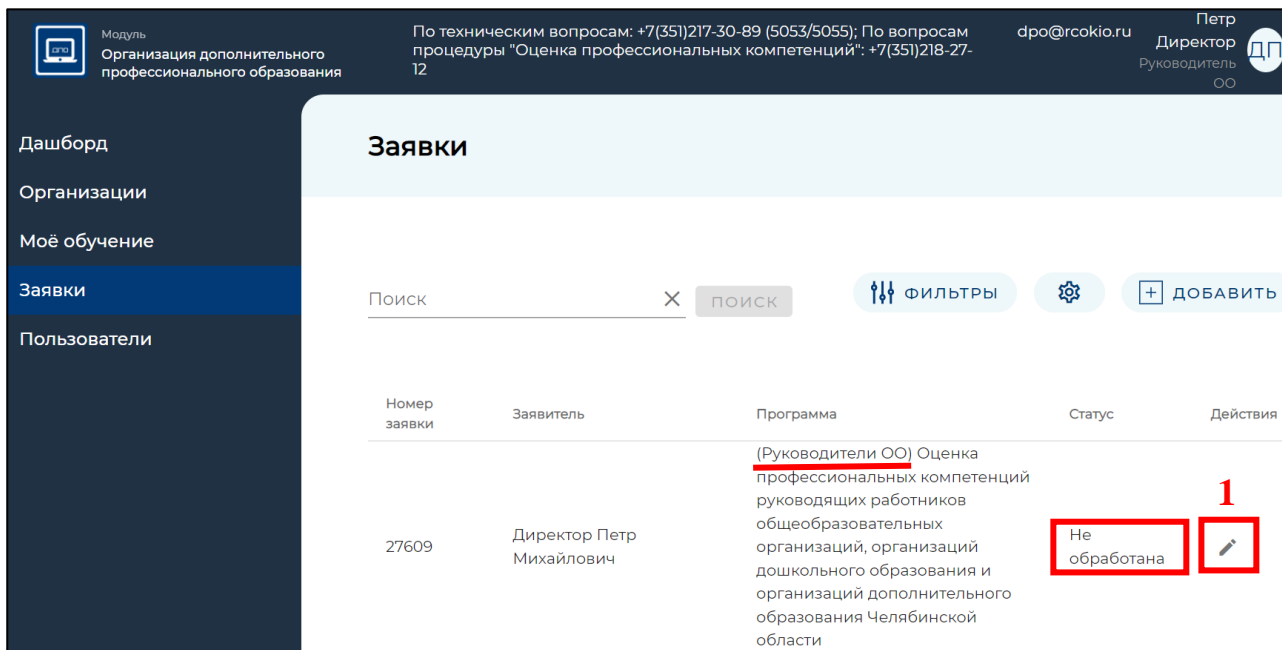 опо
Модуль
Организация дополнительного
профессионального образования
По техническим вопросам: +7(351)217-30-89 (5053/5055); По вопросам
процедуры "Оценка профессиональных компетенций": +7(351)218-27-
12
dpo@rcokio.ru
Петр
Директор
Руководитель
ОО
ДП
Дашборд
Организации
Моё обучение
Заявки
Пользователи
Заявки
Поиск
ПОИСК
ФИЛЬТРЫ
ДОБАВИТЬ
Номер
заявки
Заявитель
Программа
Статус
Действия
27609
Директор Петр
Михайлович
(Руководители ОО) Оценка
профессиональных компетенций
руководящих работников
общеобразовательных
организаций, организаций
дошкольного образования и
организаций дополнительного
образования Челябинской
области
Не
обработана
1